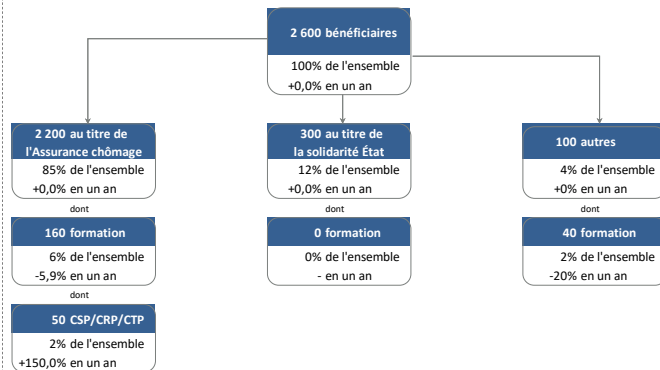 2 600 bénéficiaires
100% de l'ensemble
+0,0% en un an
2 200 au titre de
l'Assurance chômage
85% de l'ensemble
+0,0% en un an
dont
160 formation
6% de l'ensemble
-5,9% en un an
dont
50 CSP/CRP/CTP
2% de l'ensemble
+150,0% en un an
300 au titre de
la solidarité État
12% de l'ensemble
+0,0% en un an
dont
0 formation
0% de l'ensemble
- en un an
100 autres
4% de l'ensemble
+0% en un an
dont
40 formation
2% de l'ensemble
-20% en un an